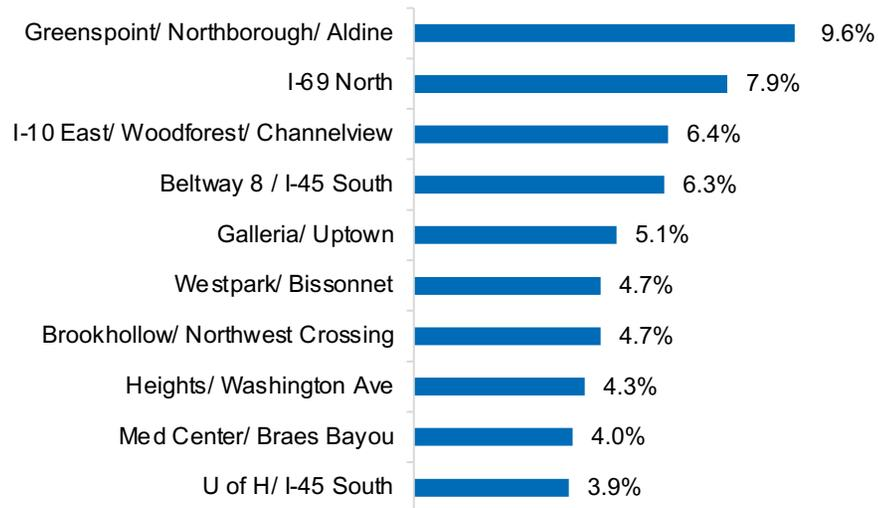 Greenspoint/ Northborough/ Aldine 9.6%
I-69 North 7.9%
I-10 East/ Woodforest/ Channelview 6.4%
Beltway 8 / I-45 South 6.3%
Galleria/ Uptown 5.1%
Westpark/ Bissonnet 4.7%
Brookhollow/ Northwest Crossing 4.7%
Heights/ Washington Ave 4.3%
Med Center/ Braes Bayou 4.0%
U of H/ I-45 South 3.9%